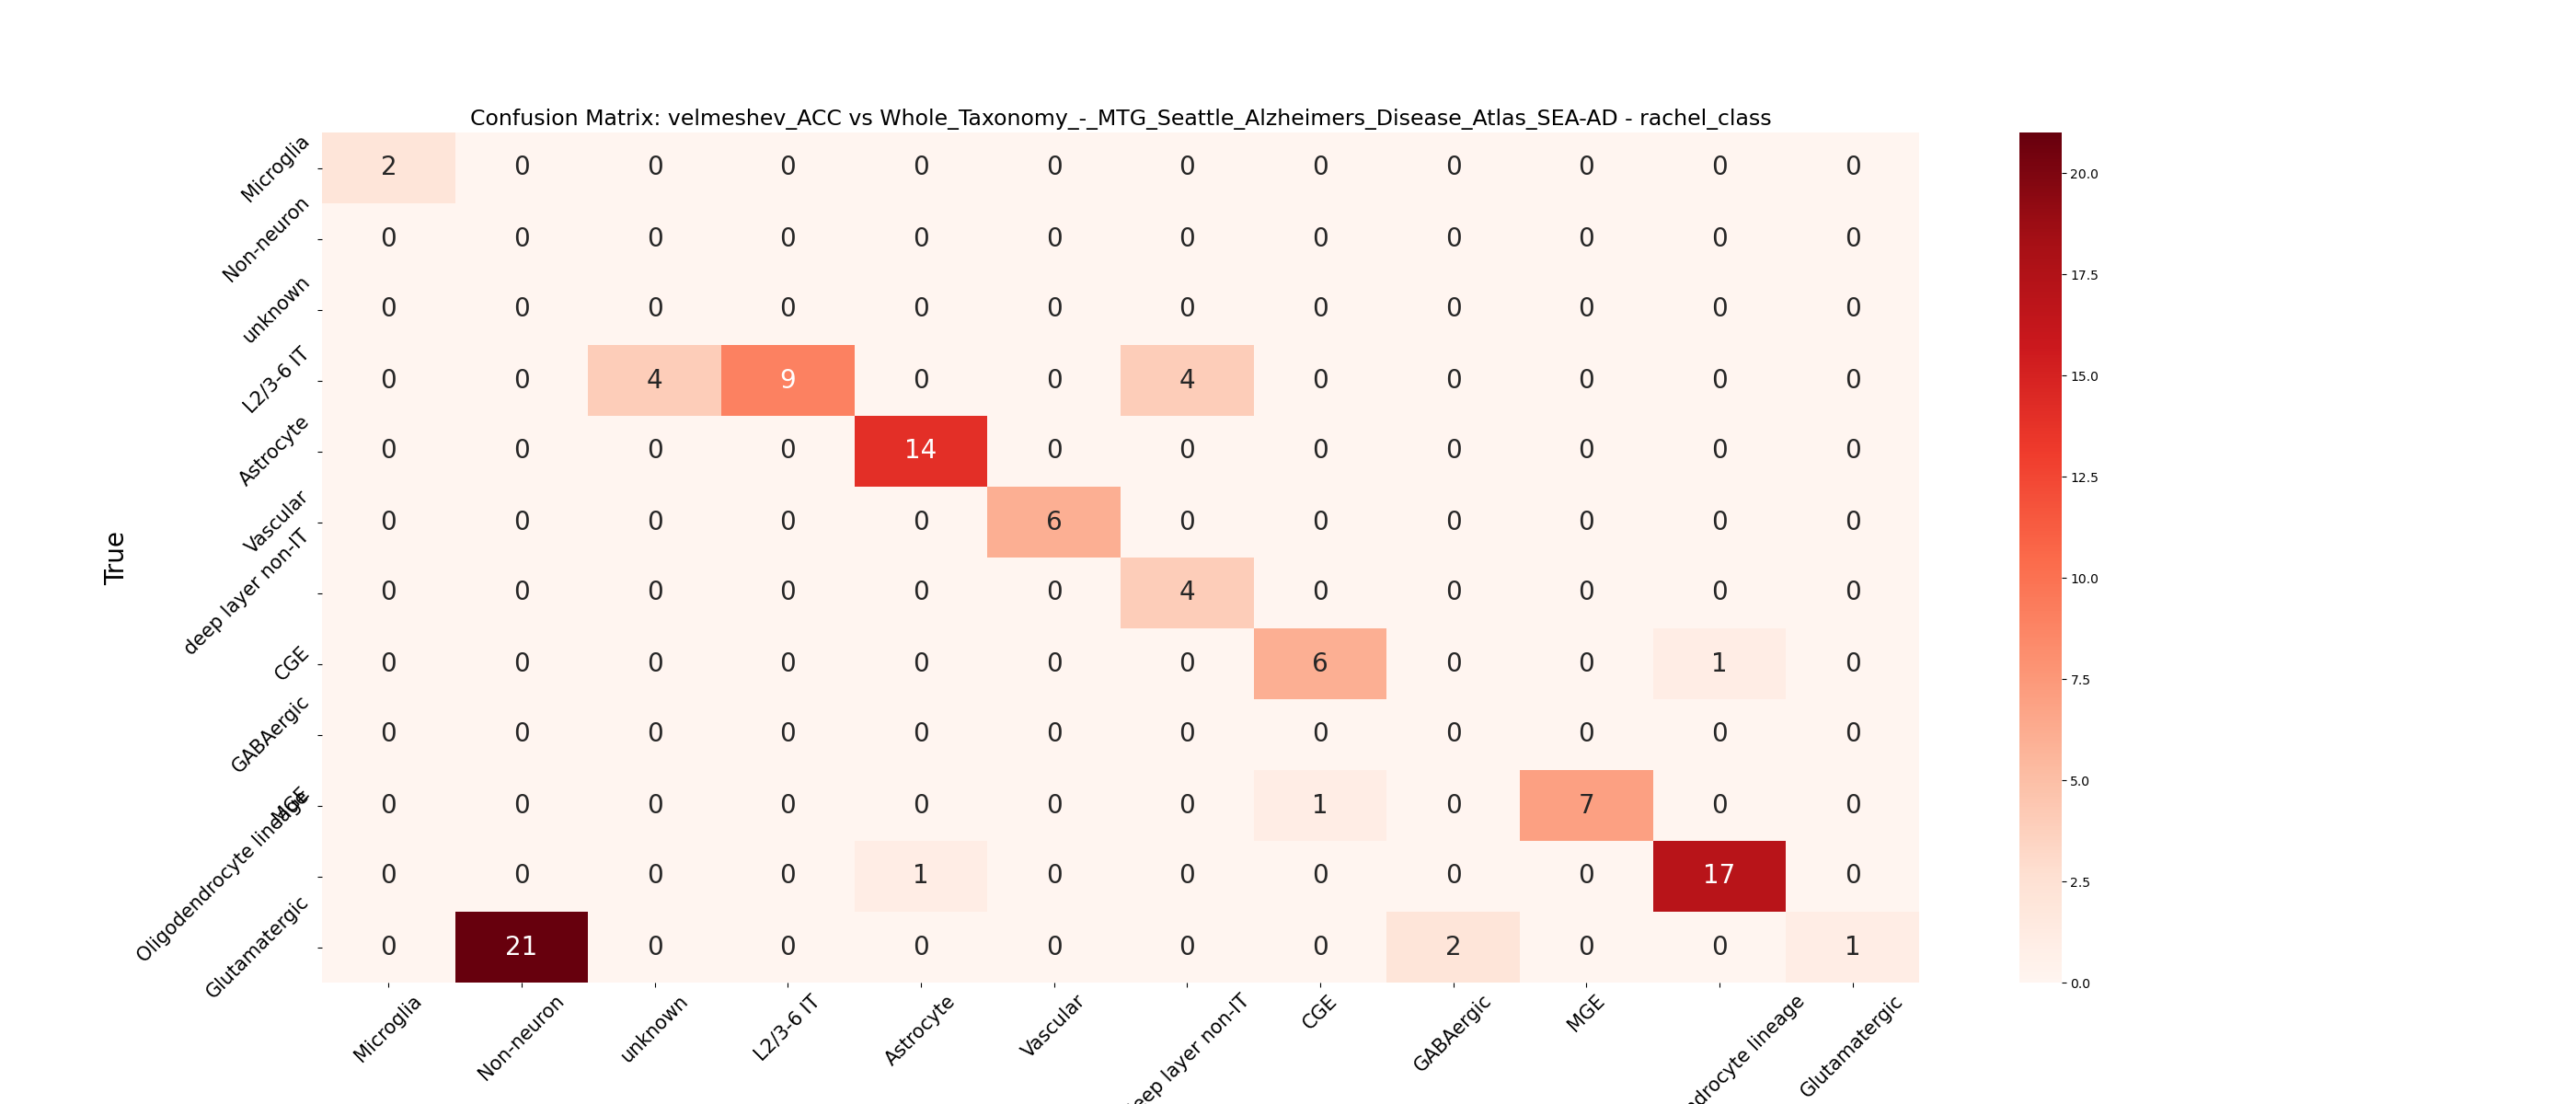 Confusion Matrix: velmeshev_ACC vs Whole_Taxonomy_-_MTG_Seattle_Alzheimers_Disease_Atlas_SEA-AD - rachel_class
True
Microglia 2 0 0 0 0 0 0 0 0 0 0 0
Non-neuron 0 0 0 0 0 0 0 0 0 0 0 0
unknown 0 0 0 0 0 0 0 0 0 0 0 0
L2/3-6 IT 0 0 4 9 0 0 4 0 0 0 0 0
Astrocyte 0 0 0 0 14 0 0 0 0 0 0 0
Vascular 0 0 0 0 0 6 0 0 0 0 0 0
deep layer non-IT 0 0 0 0 0 0 4 0 0 0 0 0
CGE 0 0 0 0 0 0 0 6 0 0 1 0
GABAergic 0 0 0 0 0 0 0 0 0 0 0 0
MGE 0 0 0 0 0 0 0 1 0 7 0 0
Oligodendrocyte lineage 0 0 0 0 1 0 0 0 0 0 17 0
Glutamatergic 0 21 0 0 0 0 0 0 2 0 0 1
Microglia Non-neuron unknown L2/3-6 IT Astrocyte Vascular eep layer non-IT CGE GABAergic MGE drocyte lineage Glutamatergic
20.0
17.5
15.0
12.5
10.0
7.5
5.0
2.5
0.0